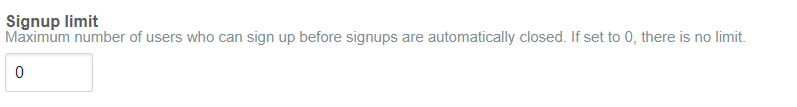 Signup limit
Maximum number of users who can sign up before signups are automatically closed. If set to 0, there is no limit.
0